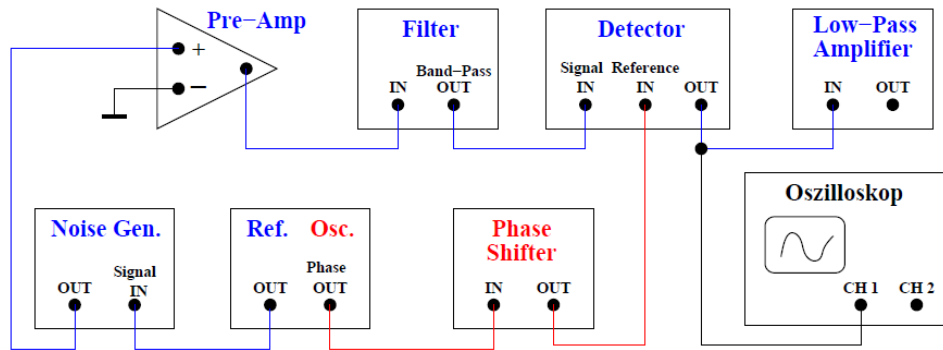 Pre-Amp
+
−
Filter
Band-Pass
IN OUT
Detector
Signal Reference
IN IN OUT
Low-Pass
Amplifier
IN OUT
Noise Gen.
Signal
OUT IN
Ref. Osc.
Phase
OUT OUT
Phase
Shifter
IN OUT
Oszilloskop
CH 1 CH 2